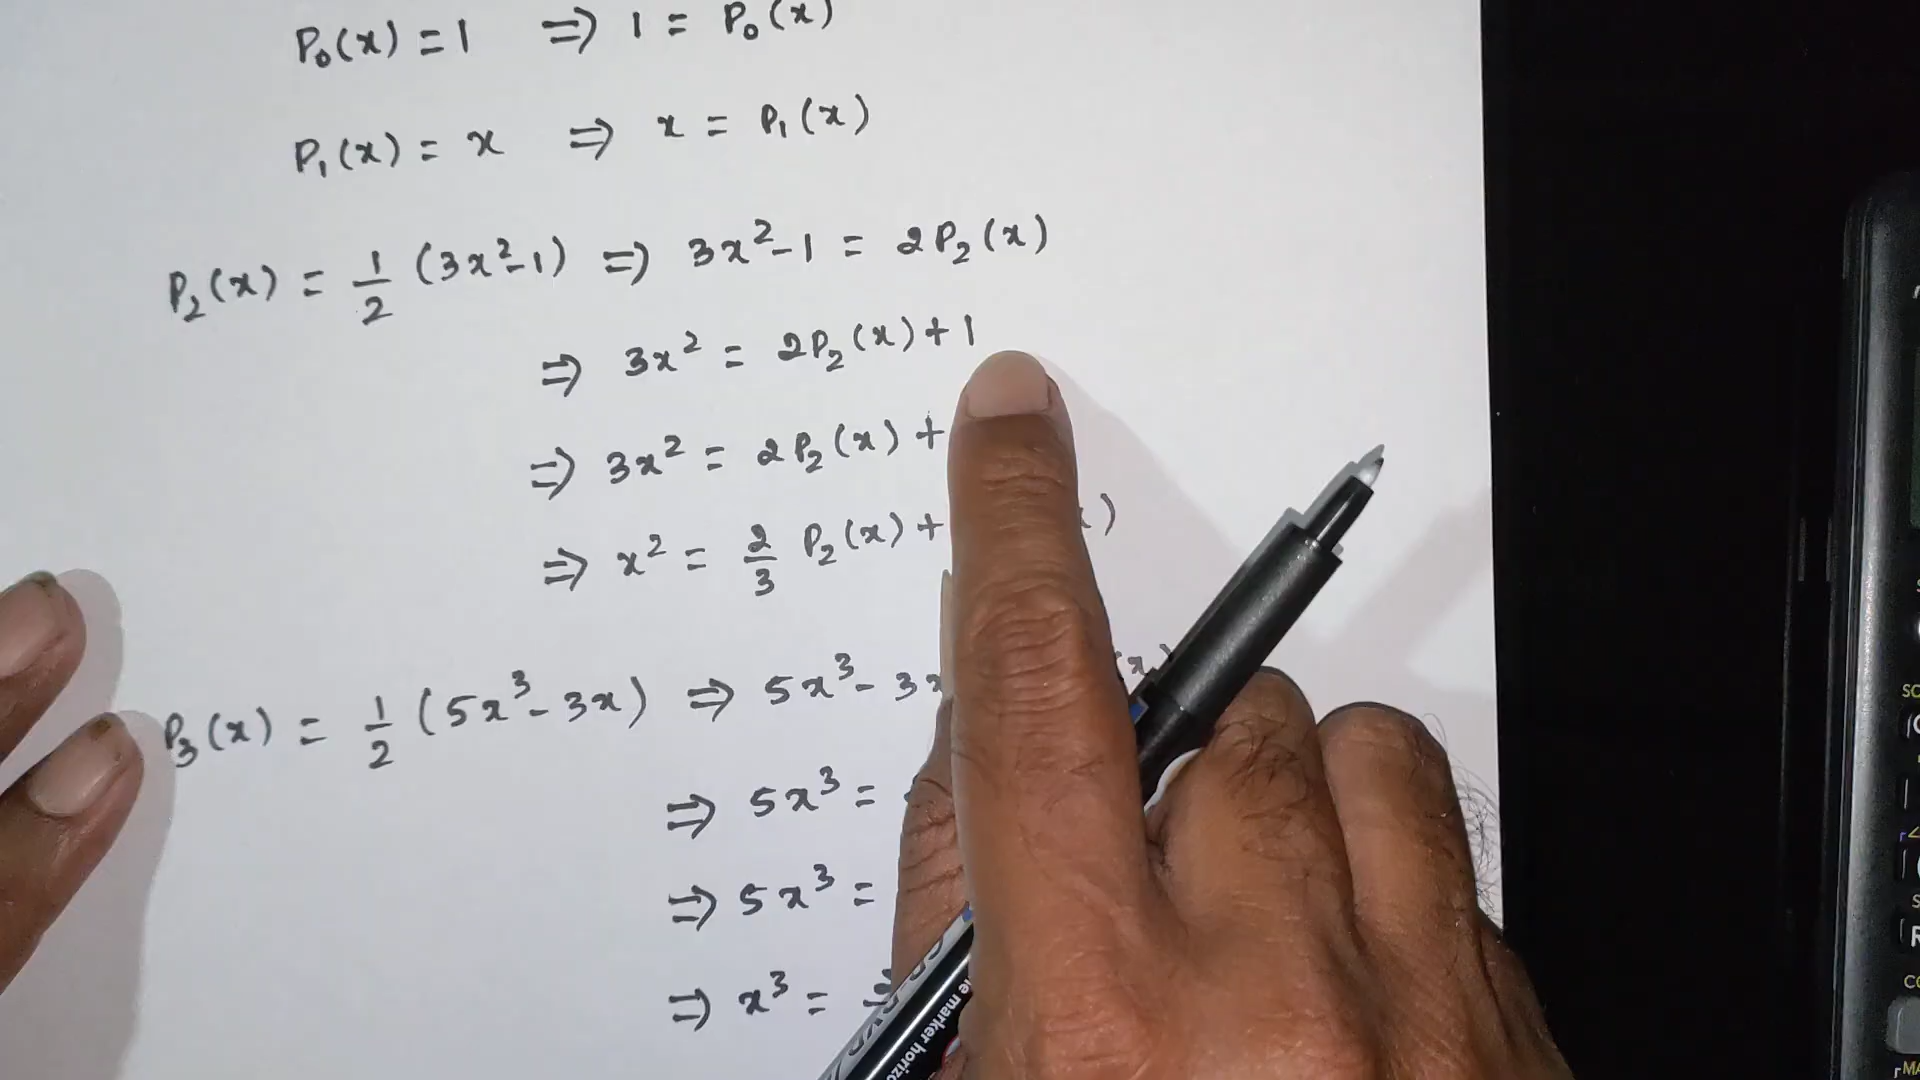 P₀(x) = 1 ⇒ 1 = P₀(x)
P₁(x) = x ⇒ x = P₁(x)
P₂(x) = 1/2 (3x²-1) ⇒ 3x²-1 = 2P₂(x)
⇒ 3x² = 2P₂(x)+1
⇒ 3x² = 2P₂(x)+
⇒ x² = 2/3 P₂(x)+ )
P₃(x) = 1/2 (5x³-3x) ⇒ 5x³-3x (x)
⇒ 5x³ =
⇒ 5x³ =
⇒ x³ =
marker